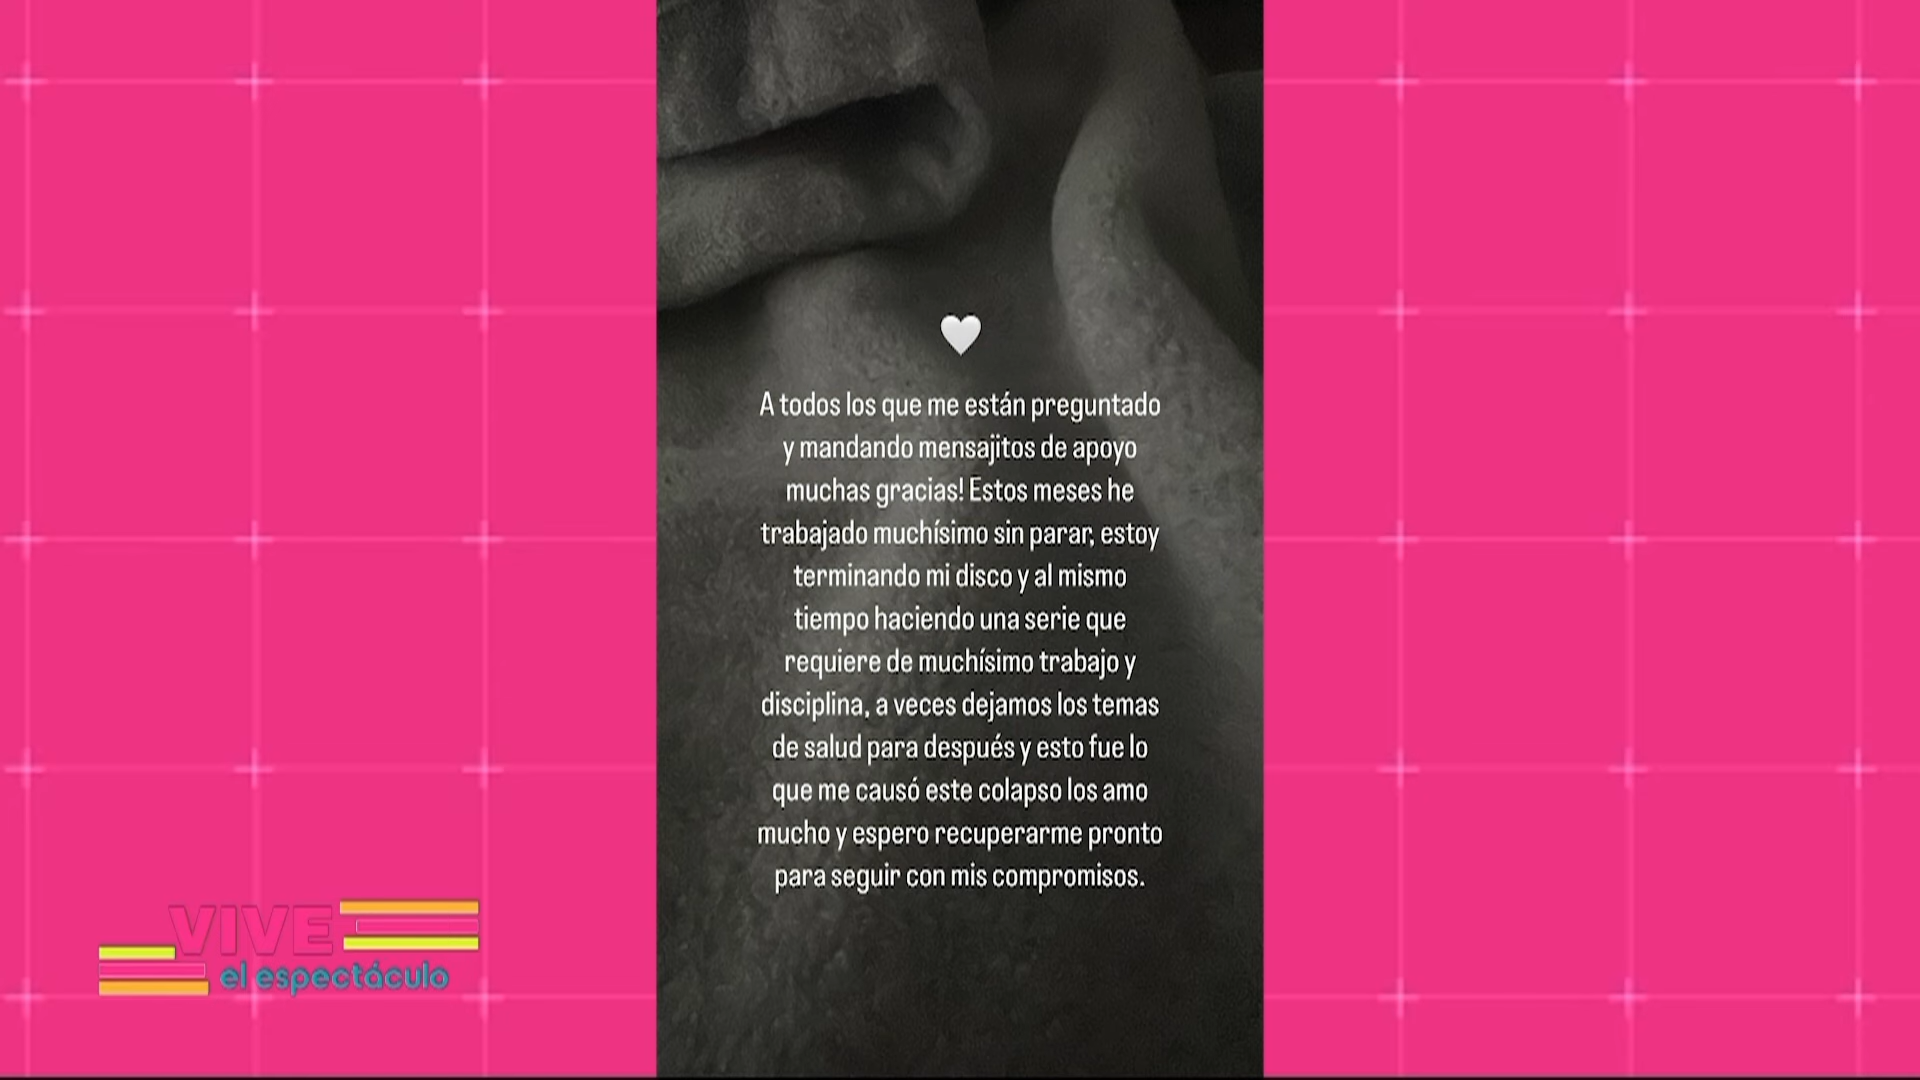 A todos los que me están preguntado
y mandando mensajitos de apoyo
muchas gracias! Estos meses he
trabajado muchísimo sin parar, estoy
terminando mi disco y al mismo
tiempo haciendo una serie que
requiere de muchísimo trabajo y
disciplina, a veces dejamos los temas
de salud para después y esto fue lo
que me causó este colapso los amo
mucho y espero recuperarme pronto
para seguir con mis compromisos.
VIVE
el espectáculo